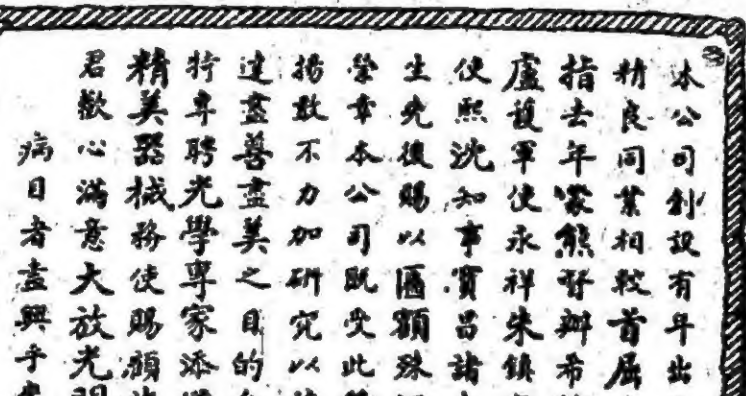 本公司創設有年出
精良同業相較首屈
指去年蒙熊督辦希
盧護軍使永祥朱鎮
使熙沈知事寶昌諸
生先後賜以匾額殊
榮幸本公司既受此
揚敢不力加研究以
達盡善盡美之目的
特專聘光學專家添
精美器械務使賜顧
君歡心滿意大放光
病目者盍興乎